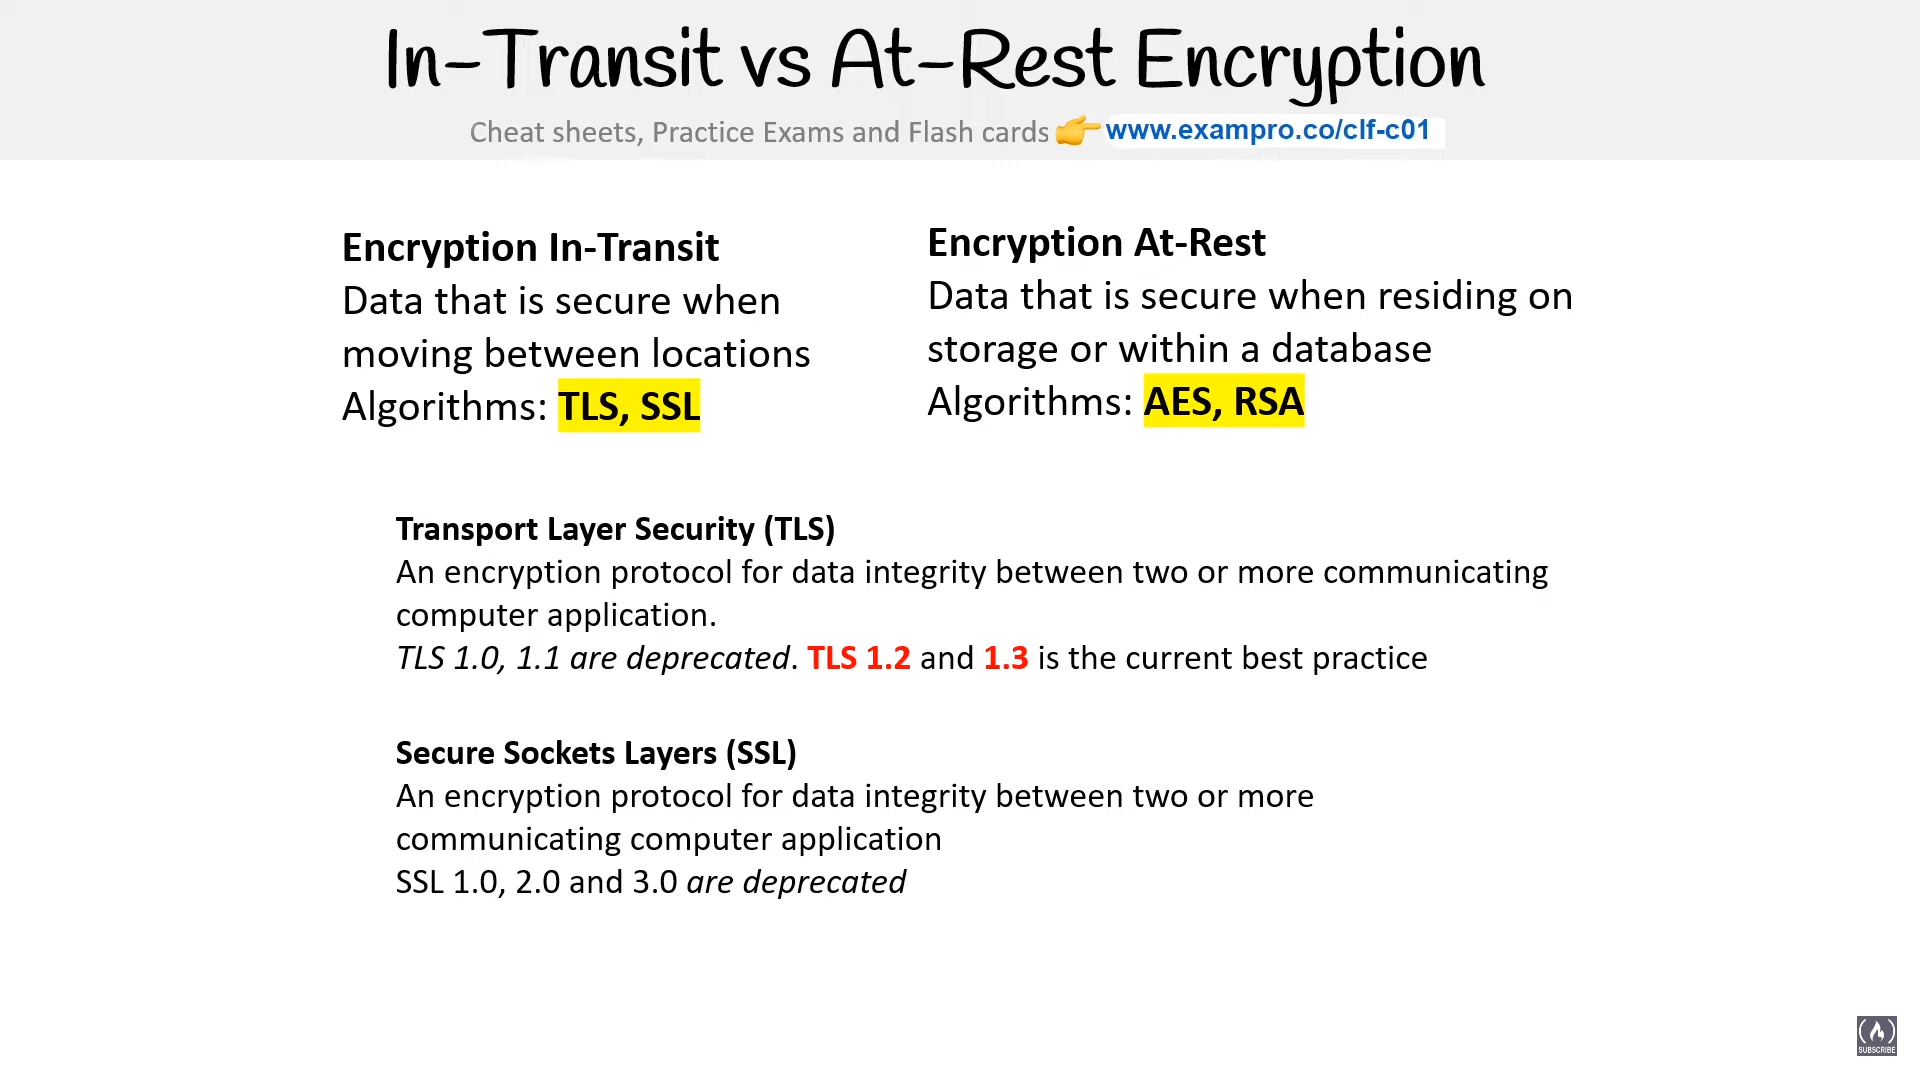 In-Transit vs At-Rest Encryption
Cheat sheets, Practice Exams and Flash cards 👉 www.exampro.co/clf-c01
Encryption In-Transit
Data that is secure when
moving between locations
Algorithms: TLS, SSL
Encryption At-Rest
Data that is secure when residing on
storage or within a database
Algorithms: AES, RSA
Transport Layer Security (TLS)
An encryption protocol for data integrity between two or more communicating
computer application.
TLS 1.0, 1.1 are deprecated. TLS 1.2 and 1.3 is the current best practice
Secure Sockets Layers (SSL)
An encryption protocol for data integrity between two or more
communicating computer application
SSL 1.0, 2.0 and 3.0 are deprecated
SUBSCRIBE